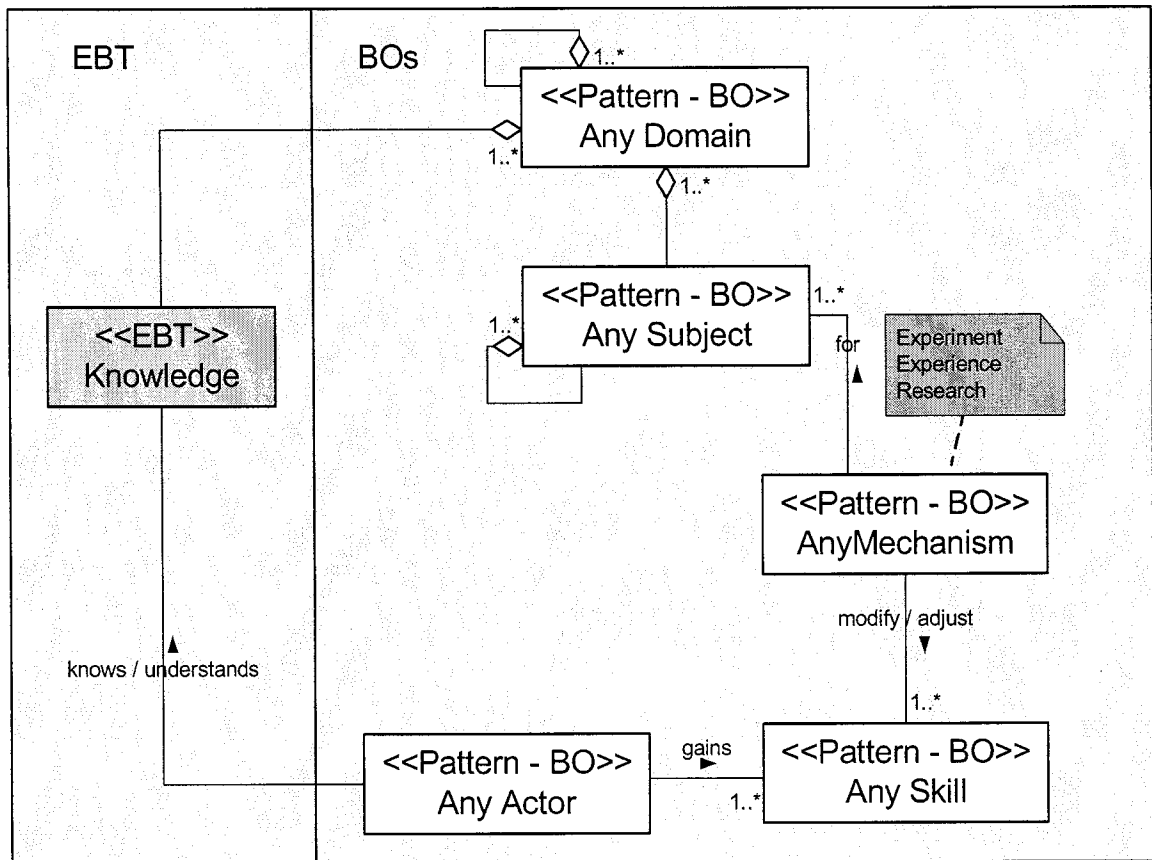 EBT
BOs
1..*
<<Pattern - BO>>
Any Domain
1..*
1..*
<<Pattern - BO>>
Any Subject
1..*
1..*
<<EBT>>
Knowledge
for
Experiment
Experience
Research
<<Pattern - BO>>
AnyMechanism
modify / adjust
knows / understands
1..*
<<Pattern - BO>>
Any Actor
gains
1..*
<<Pattern - BO>>
Any Skill